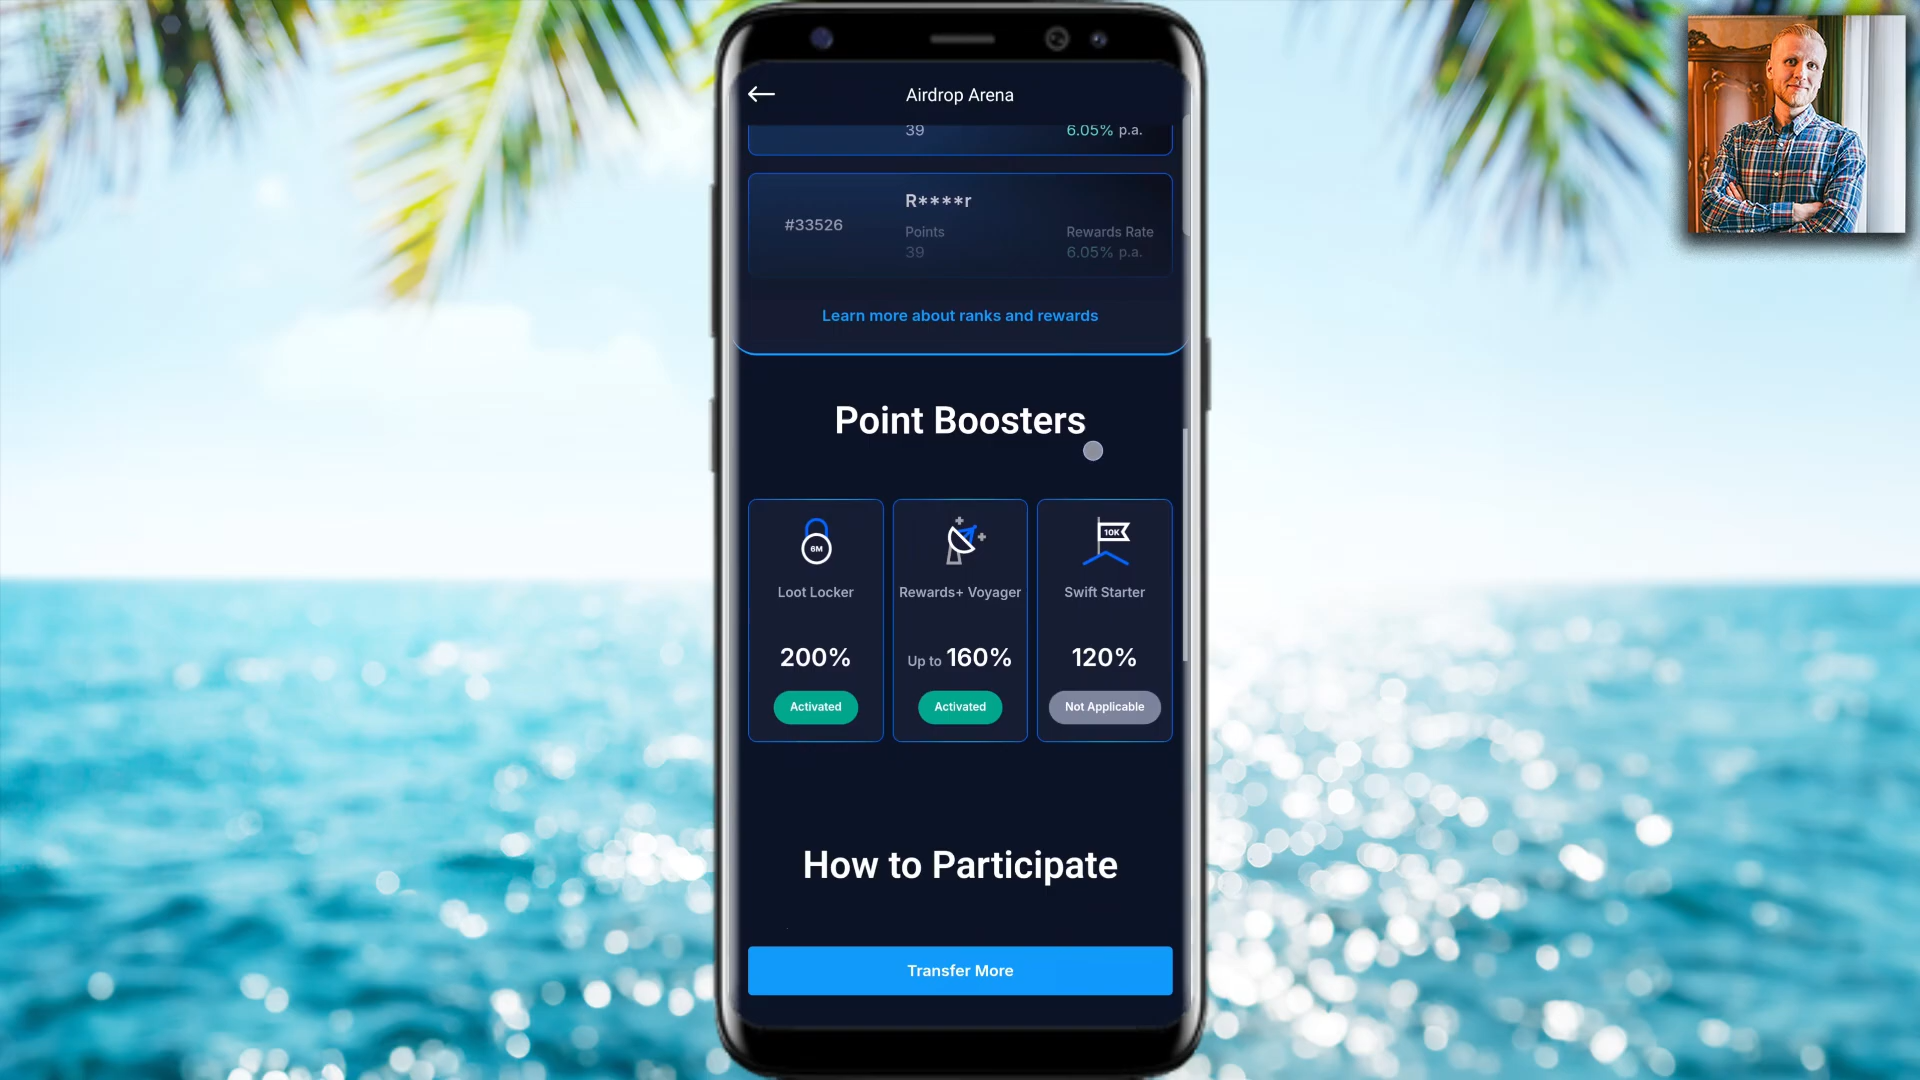 Airdrop Arena
39
6.05% p.a.
#33526
R****r
Points
39
Rewards Rate
6.05% p.a.
Learn more about ranks and rewards
Point Boosters
6M
Loot Locker
200%
Activated
Rewards+ Voyager
Up to 160%
Activated
10K
Swift Starter
120%
Not Applicable
How to Participate
Transfer More